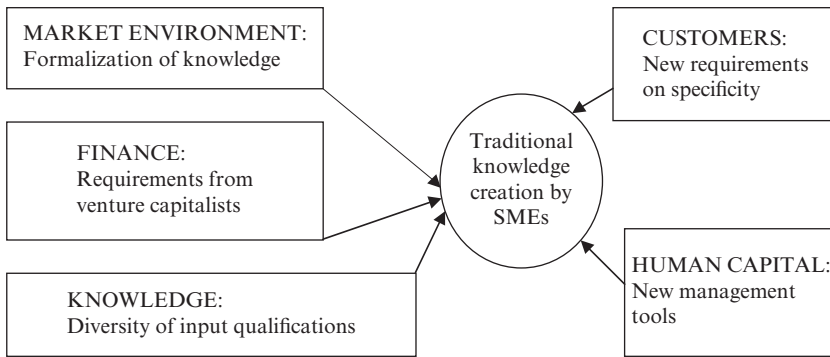 MARKET ENVIRONMENT:
Formalization of knowledge
FINANCE:
Requirements from
venture capitalists
KNOWLEDGE:
Diversity of input qualifications
Traditional
knowledge
creation by
SMEs
CUSTOMERS:
New requirements
on specificity
HUMAN CAPITAL:
New management
tools